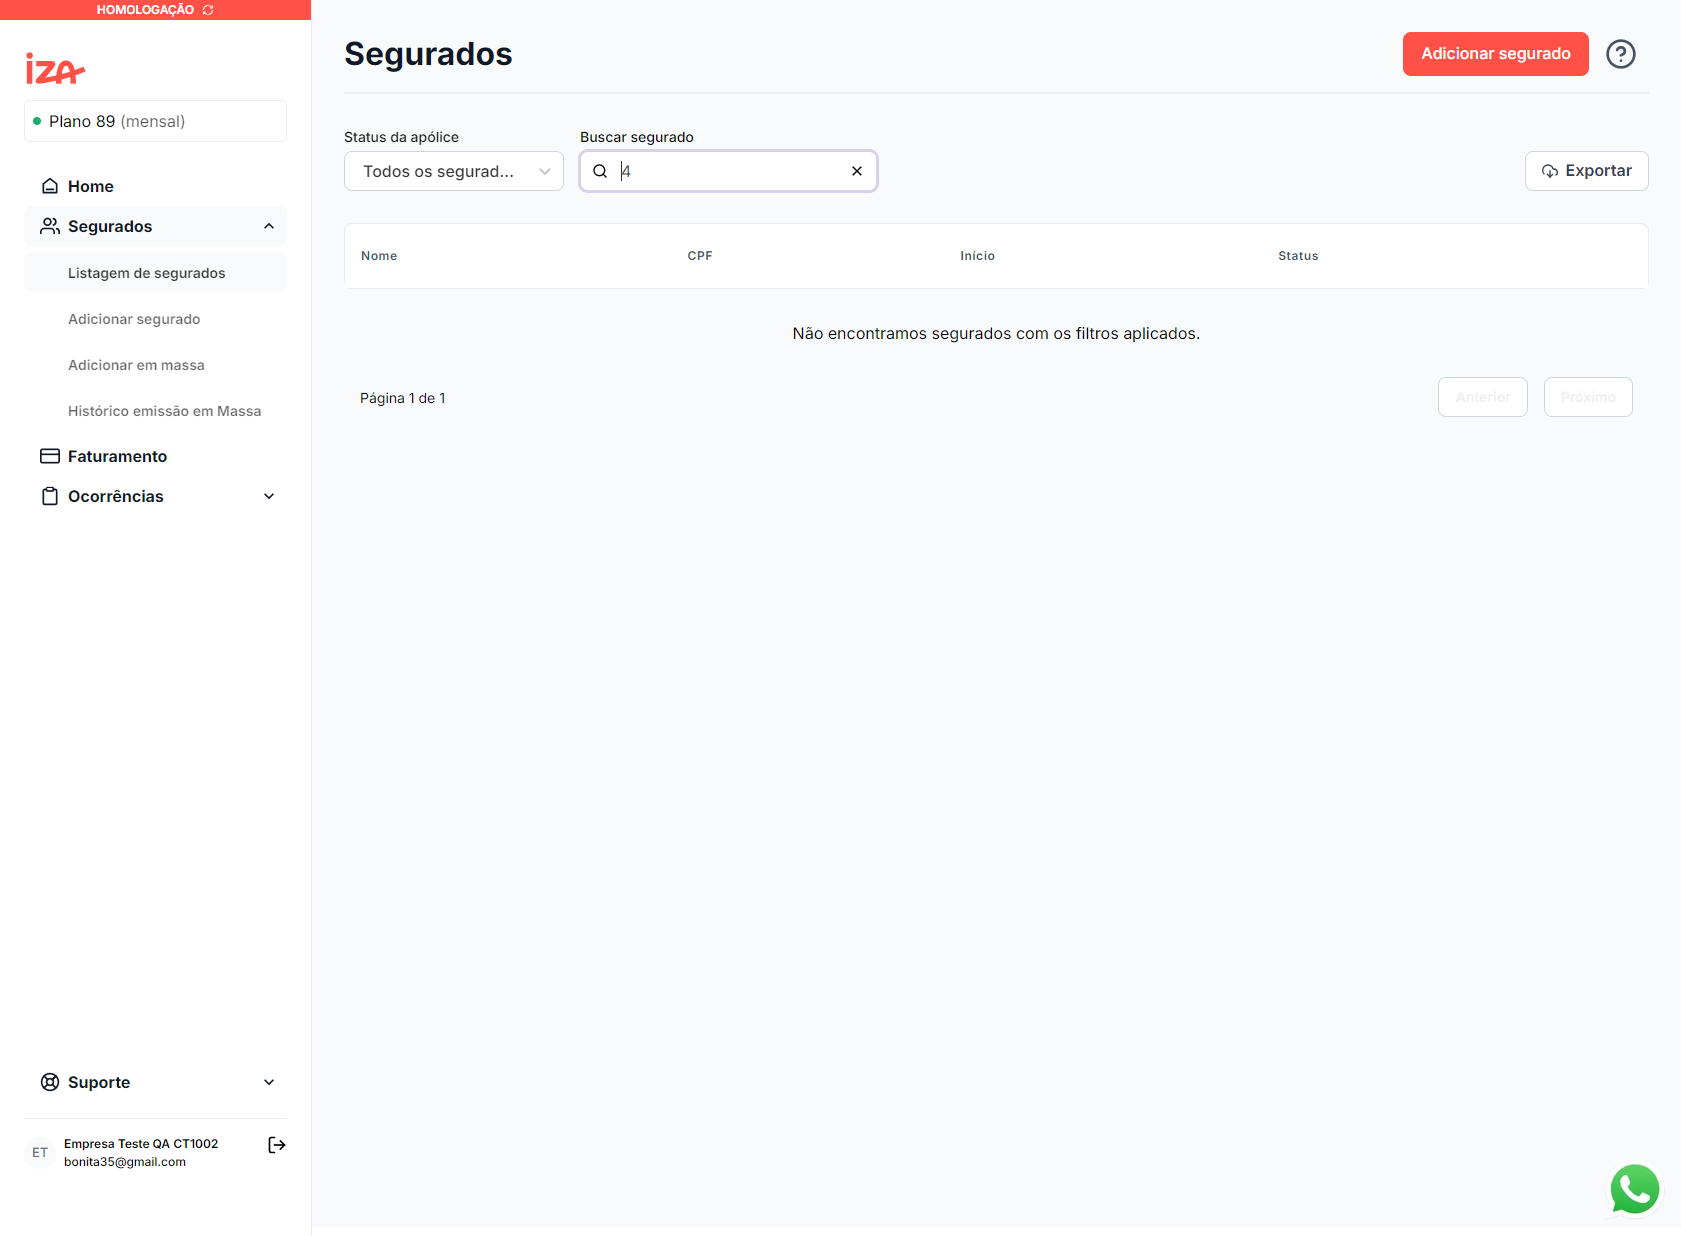 HOMOLOGAÇÃO
iza
Plano 89 (mensal)
Home
Segurados
Listagem de segurados
Adicionar segurado
Adicionar em massa
Histórico emissão em Massa
Faturamento
Ocorrências
Suporte
ET
Empresa Teste QA CT1002
bonita35@gmail.com
Segurados
Adicionar segurado
Status da apólice
Buscar segurado
Todos os segurad...
4
Exportar
Nome CPF Início Status
Não encontramos segurados com os filtros aplicados.
Página 1 de 1
Anterior
Próximo